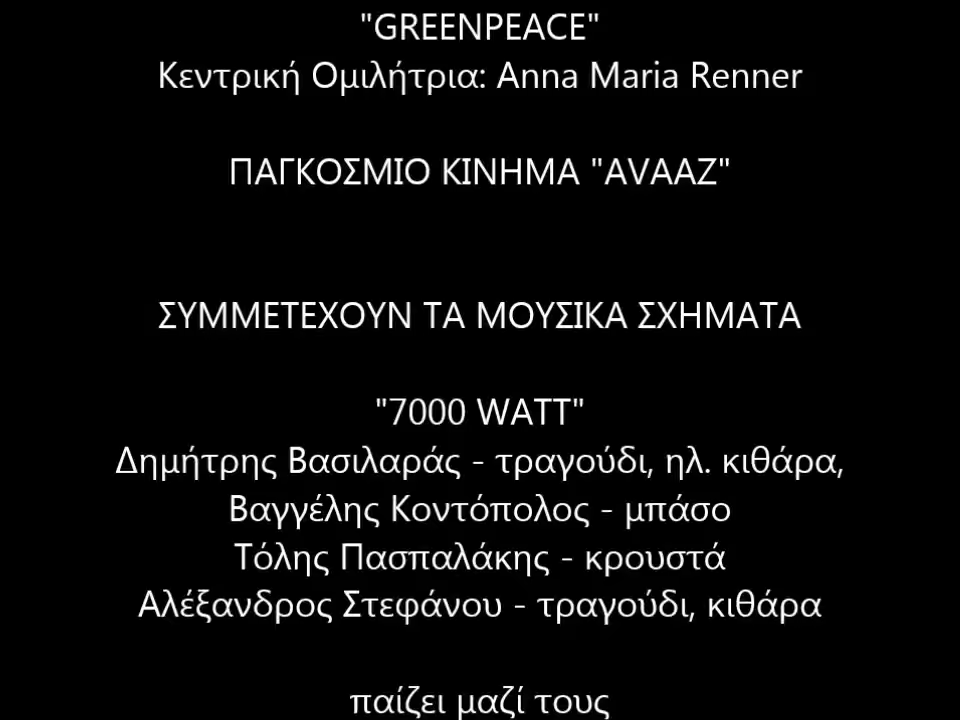 "GREENPEACE"
Κεντρική Ομιλήτρια: Anna Maria Renner
ΠΑΓΚΟΣΜΙΟ ΚΙΝΗΜΑ "AVAAZ"
ΣΥΜΜΕΤΕΧΟΥΝ ΤΑ ΜΟΥΣΙΚΑ ΣΧΗΜΑΤΑ
"7000 WATT"
Δημήτρης Βασιλαράς - τραγούδι, ηλ. κιθάρα,
Βαγγέλης Κοντόπολος - μπάσο
Τόλης Πασπαλάκης - κρουστά
Αλέξανδρος Στεφάνου - τραγούδι, κιθάρα
παίζει μαζί τους